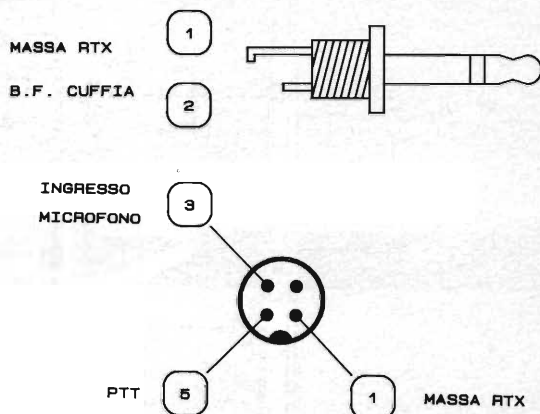 MASSA RTX 1
B.F. CUFFIA 2
INGRESSO
MICROFONO 3
PTT 5
1 MASSA RTX